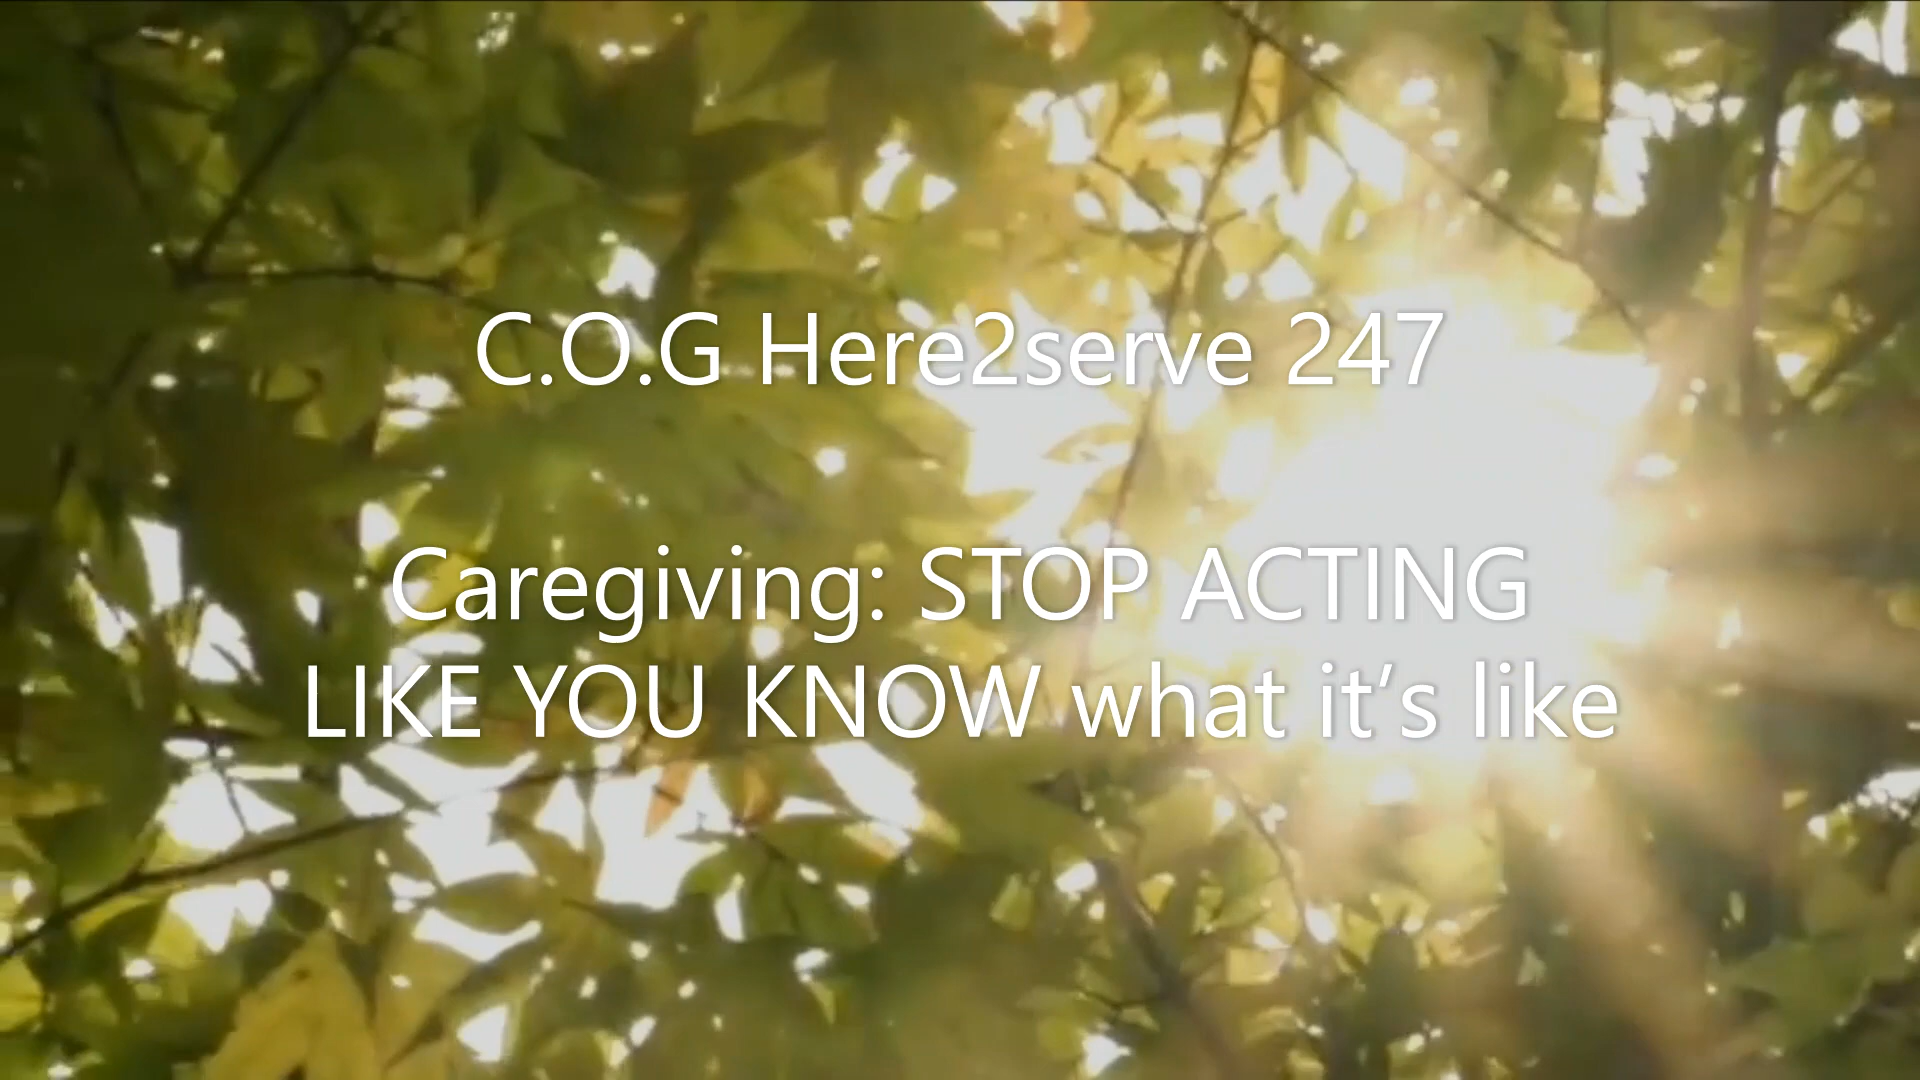 C.O.G Here2serve 247
Caregiving: STOP ACTING
LIKE YOU KNOW what it’s like